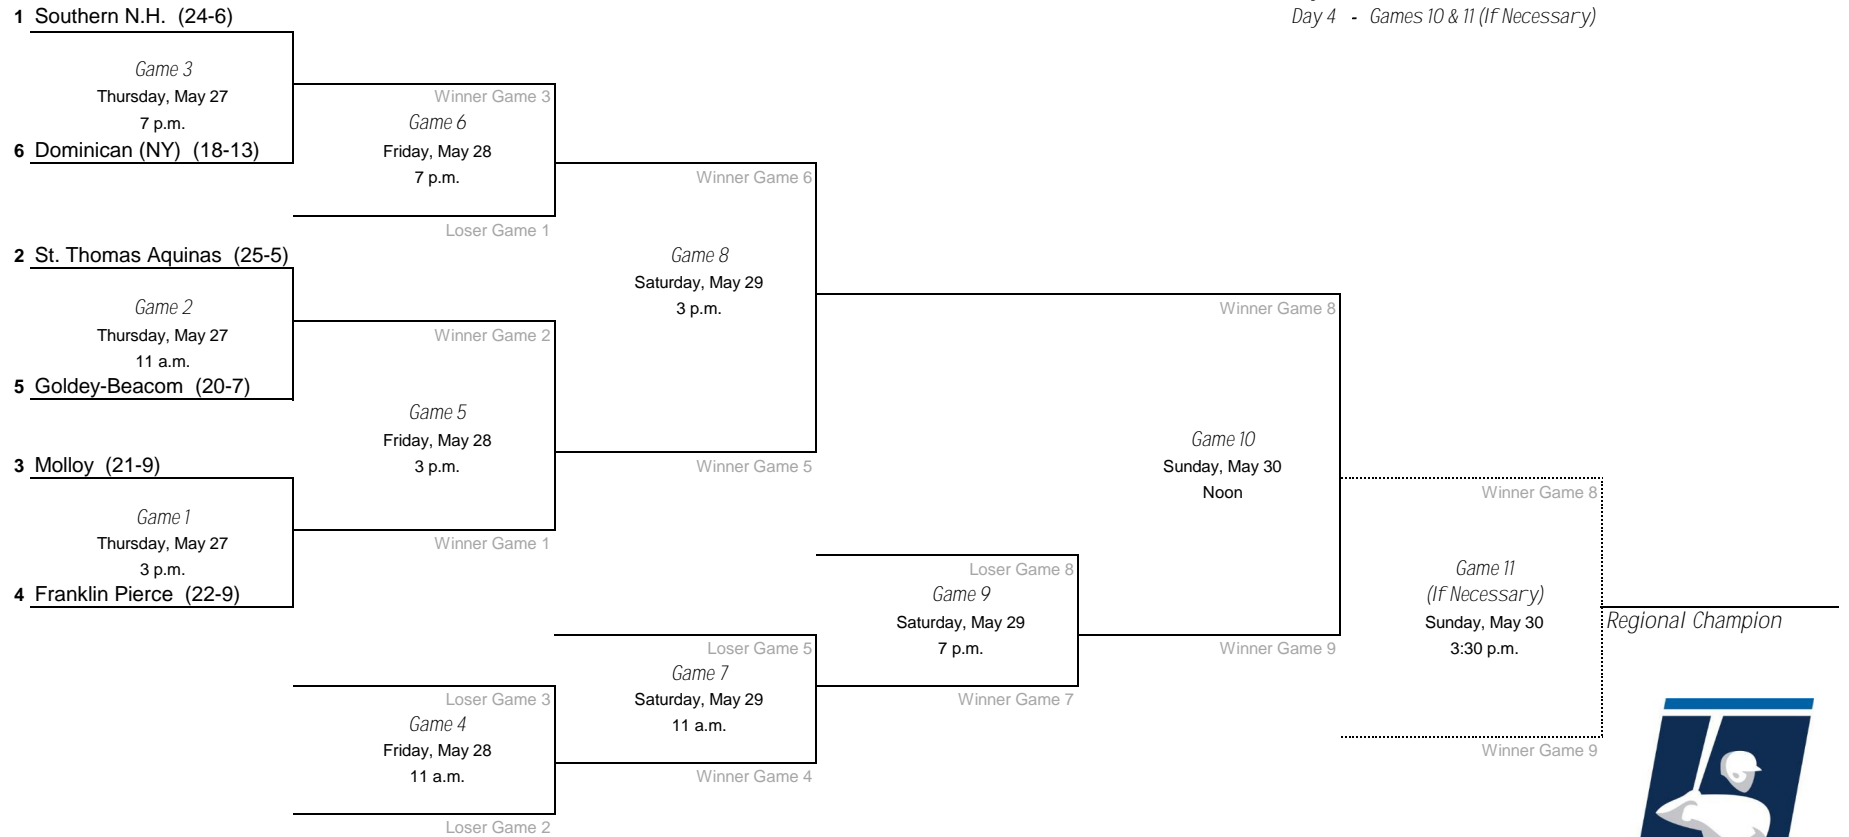 1 Southern N.H. (24-6)
Day 4 - Games 10 & 11 (If Necessary)
Game 3
Thursday, May 27
7 p.m.
6 Dominican (NY) (18-13)
Winner Game 3
Game 6
Friday, May 28
7 p.m.
Loser Game 1
2 St. Thomas Aquinas (25-5)
Game 2
Thursday, May 27
11 a.m.
5 Goldey-Beacom (20-7)
Winner Game 2
Game 5
Friday, May 28
3 p.m.
Winner Game 1
3 Molloy (21-9)
Game 1
Thursday, May 27
3 p.m.
4 Franklin Pierce (22-9)
Winner Game 6
Game 8
Saturday, May 29
3 p.m.
Winner Game 5
Loser Game 3
Game 4
Friday, May 28
11 a.m.
Loser Game 2
Loser Game 5
Game 7
Saturday, May 29
11 a.m.
Winner Game 4
Loser Game 8
Game 9
Saturday, May 29
7 p.m.
Winner Game 7
Winner Game 8
Game 10
Sunday, May 30
Noon
Winner Game 9
Winner Game 8
Game 11
(If Necessary)
Sunday, May 30
3:30 p.m.
Winner Game 9
Regional Champion